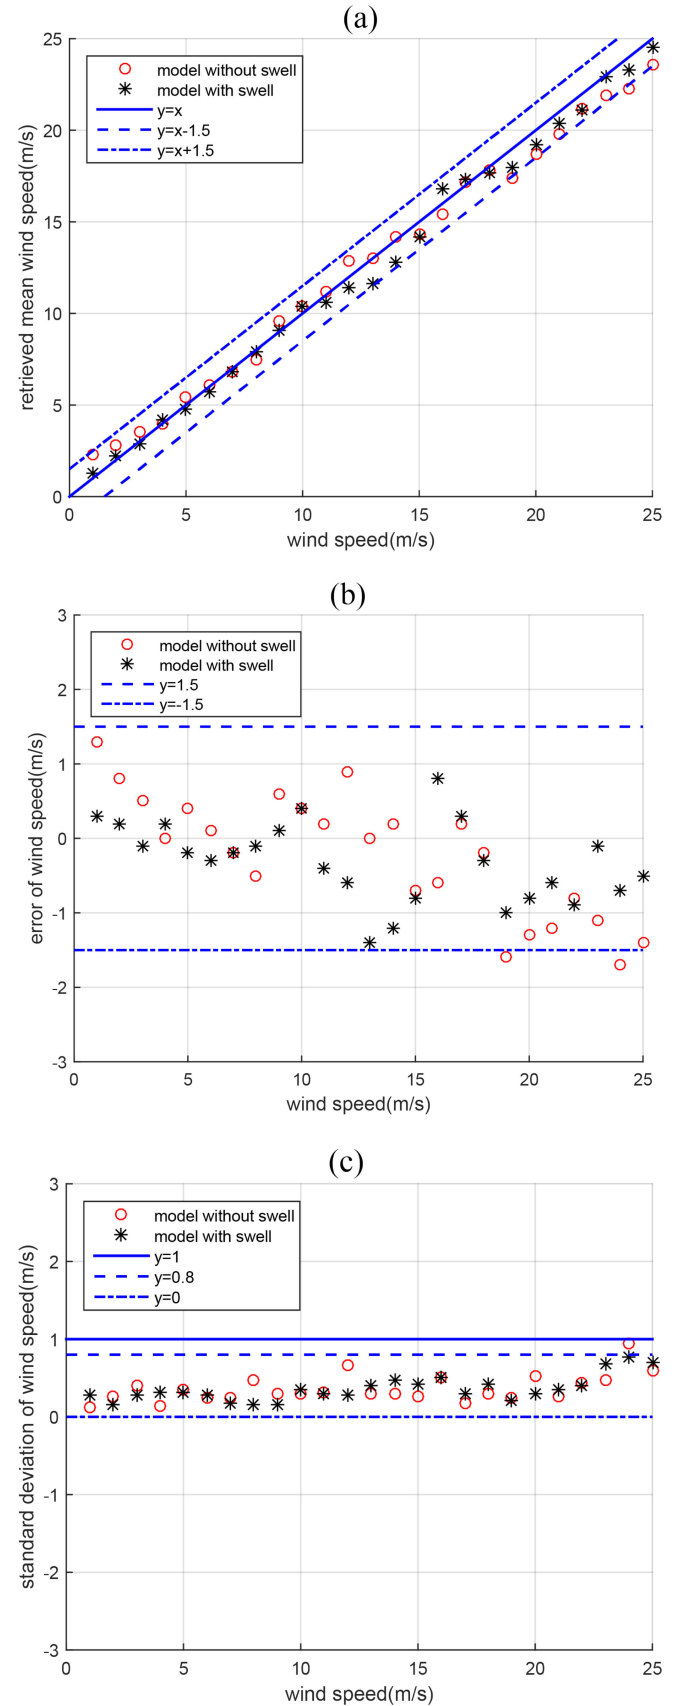 (a)
25
20
15
10
5
0
model without swell
model with swell
y=x
y=x-1.5
y=x+1.5
retrieved mean wind speed(m/s)
0 5 10 15 20 25
wind speed(m/s)
(b)
3
2
1
0
-1
-2
-3
model without swell
model with swell
y=1.5
y=-1.5
error of wind speed(m/s)
0 5 10 15 20 25
wind speed(m/s)
(c)
3
2
1
0
-1
-2
-3
model without swell
model with swell
y=1
y=0.8
y=0
standard deviation of wind speed(m/s)
0 5 10 15 20 25
wind speed(m/s)